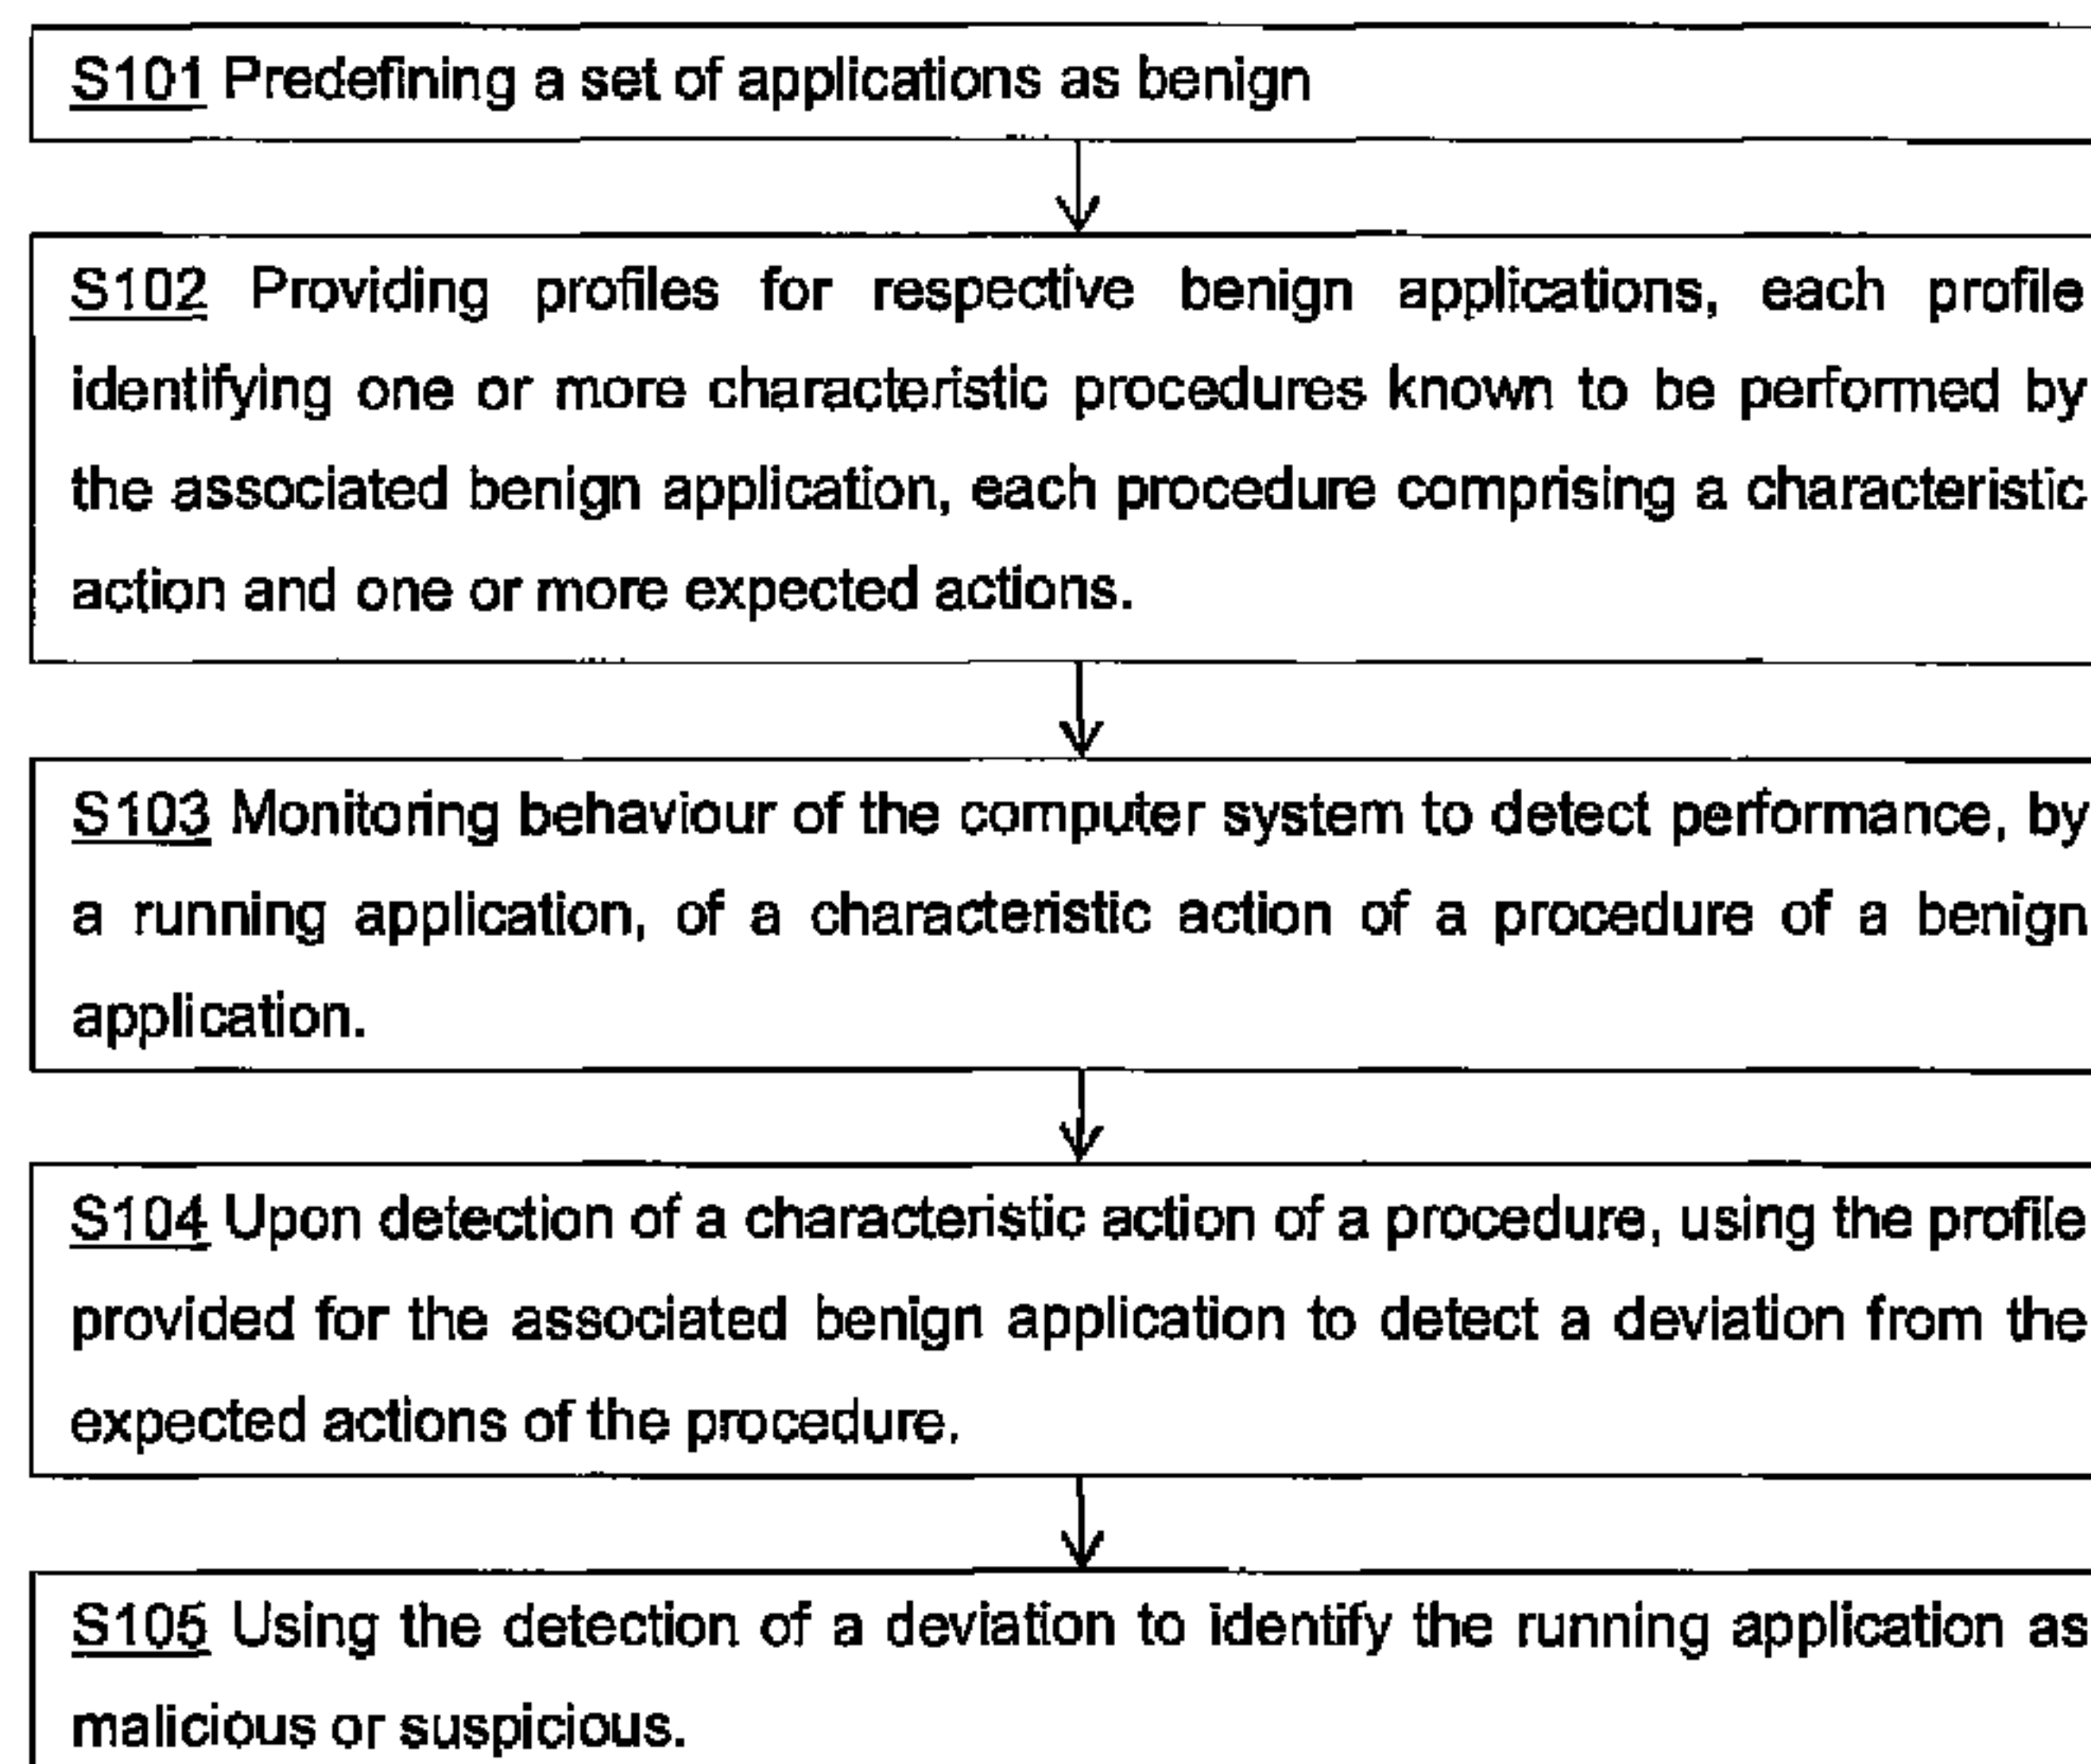 S101 Predefining a set of applications as benign
S102 Providing profiles for respective benign applications, each profile
identifying one or more characteristic procedures known to be performed by
the associated benign application, each procedure comprising a characteristic
action and one or more expected actions.
S103 Monitoring behaviour of the computer system to detect performance, by
a running application, of a characteristic action of a procedure of a benign
application.
S104 Upon detection of a characteristic action of a procedure, using the profile
provided for the associated benign application to detect a deviation from the
expected actions of the procedure.
S105 Using the detection of a deviation to identify the running application as
malicious or suspicious.